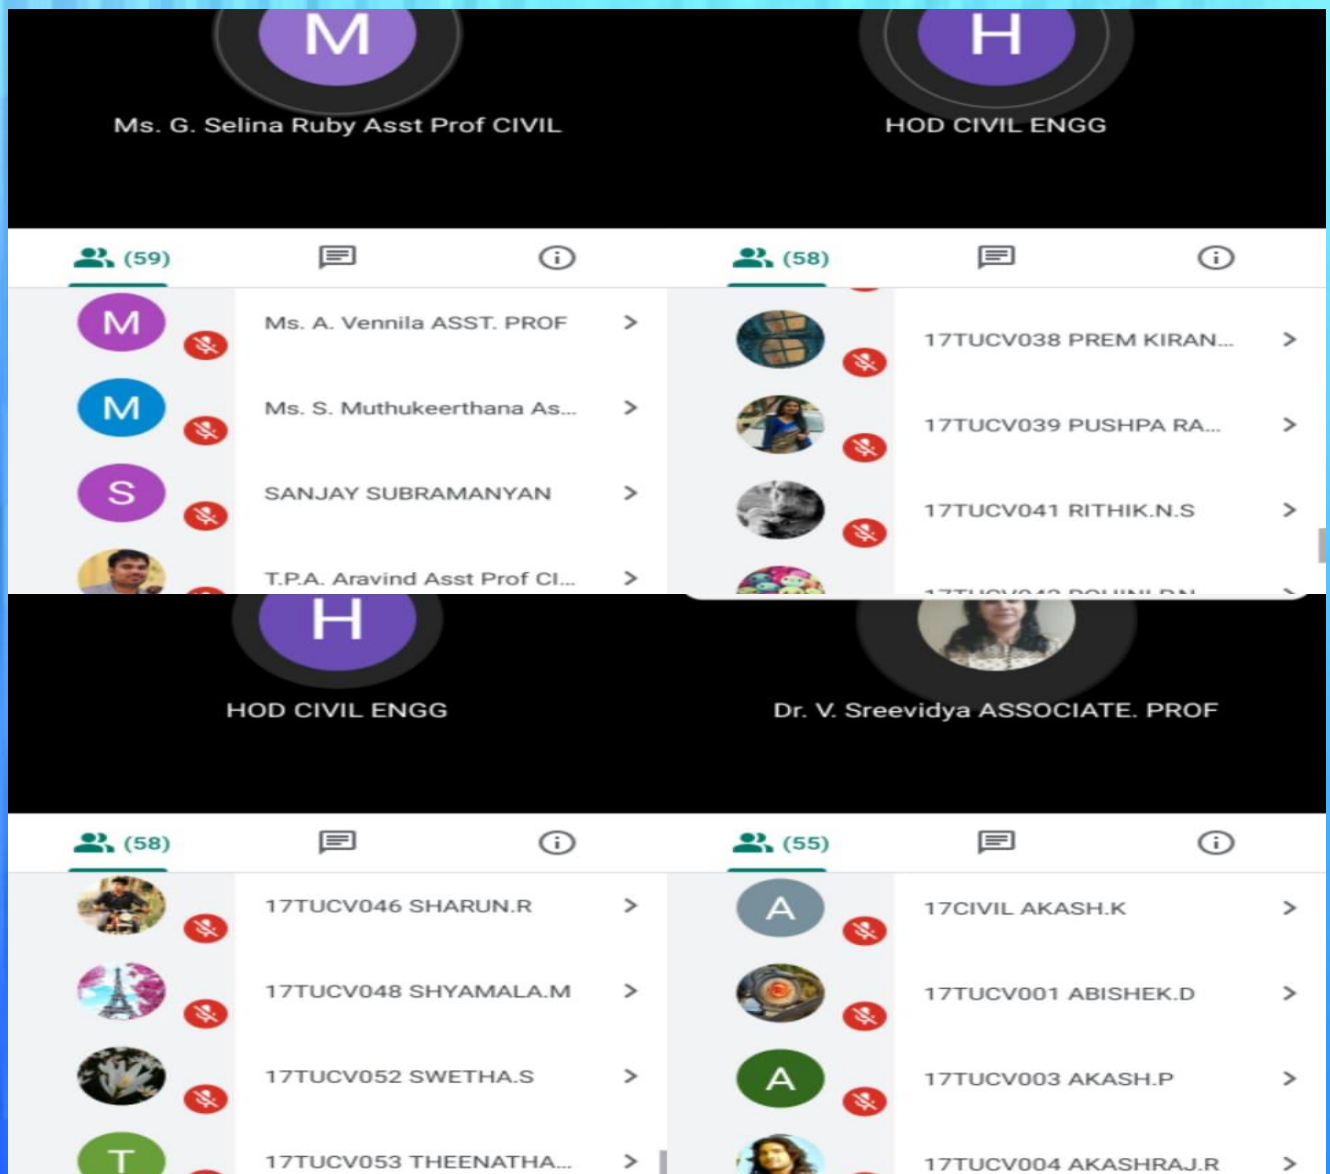 M
Ms. G. Selina Ruby Asst Prof CIVIL
(59)
M
Ms. A. Vennila ASST. PROF
M
Ms. S. Muthukeerthana As...
S
SANJAY SUBRAMANYAN
T.P.A. Aravind Asst Prof CI...
H
HOD CIVIL ENGG
(58)
17TUCV038 PREM KIRAN...
17TUCV039 PUSHPA RA...
17TUCV041 RITHIK.N.S
H
HOD CIVIL ENGG
(58)
17TUCV046 SHARUN.R
17TUCV048 SHYAMALA.M
17TUCV052 SWETHA.S
T
17TUCV053 THEENATHA...
Dr. V. Sreevidya ASSOCIATE. PROF
(55)
A
17CIVIL AKASH.K
17TUCV001 ABISHEK.D
A
17TUCV003 AKASH.P
17TUCV004 AKASHRAJ.R